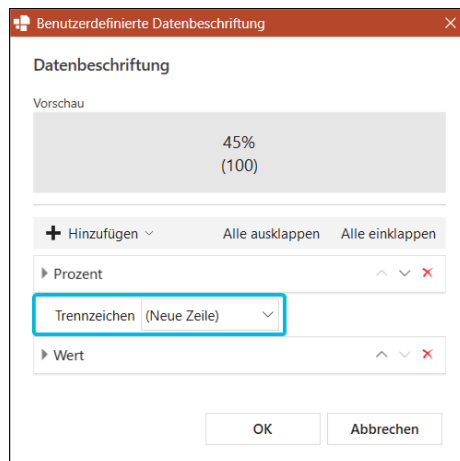 Benutzerdefinierte Datenbeschriftung
Datenbeschriftung
Vorschau
45%
(100)
Hinzufügen Alle ausklappen Alle einklappen
Prozent
Trennzeichen (Neue Zeile)
Wert
OK Abbrechen